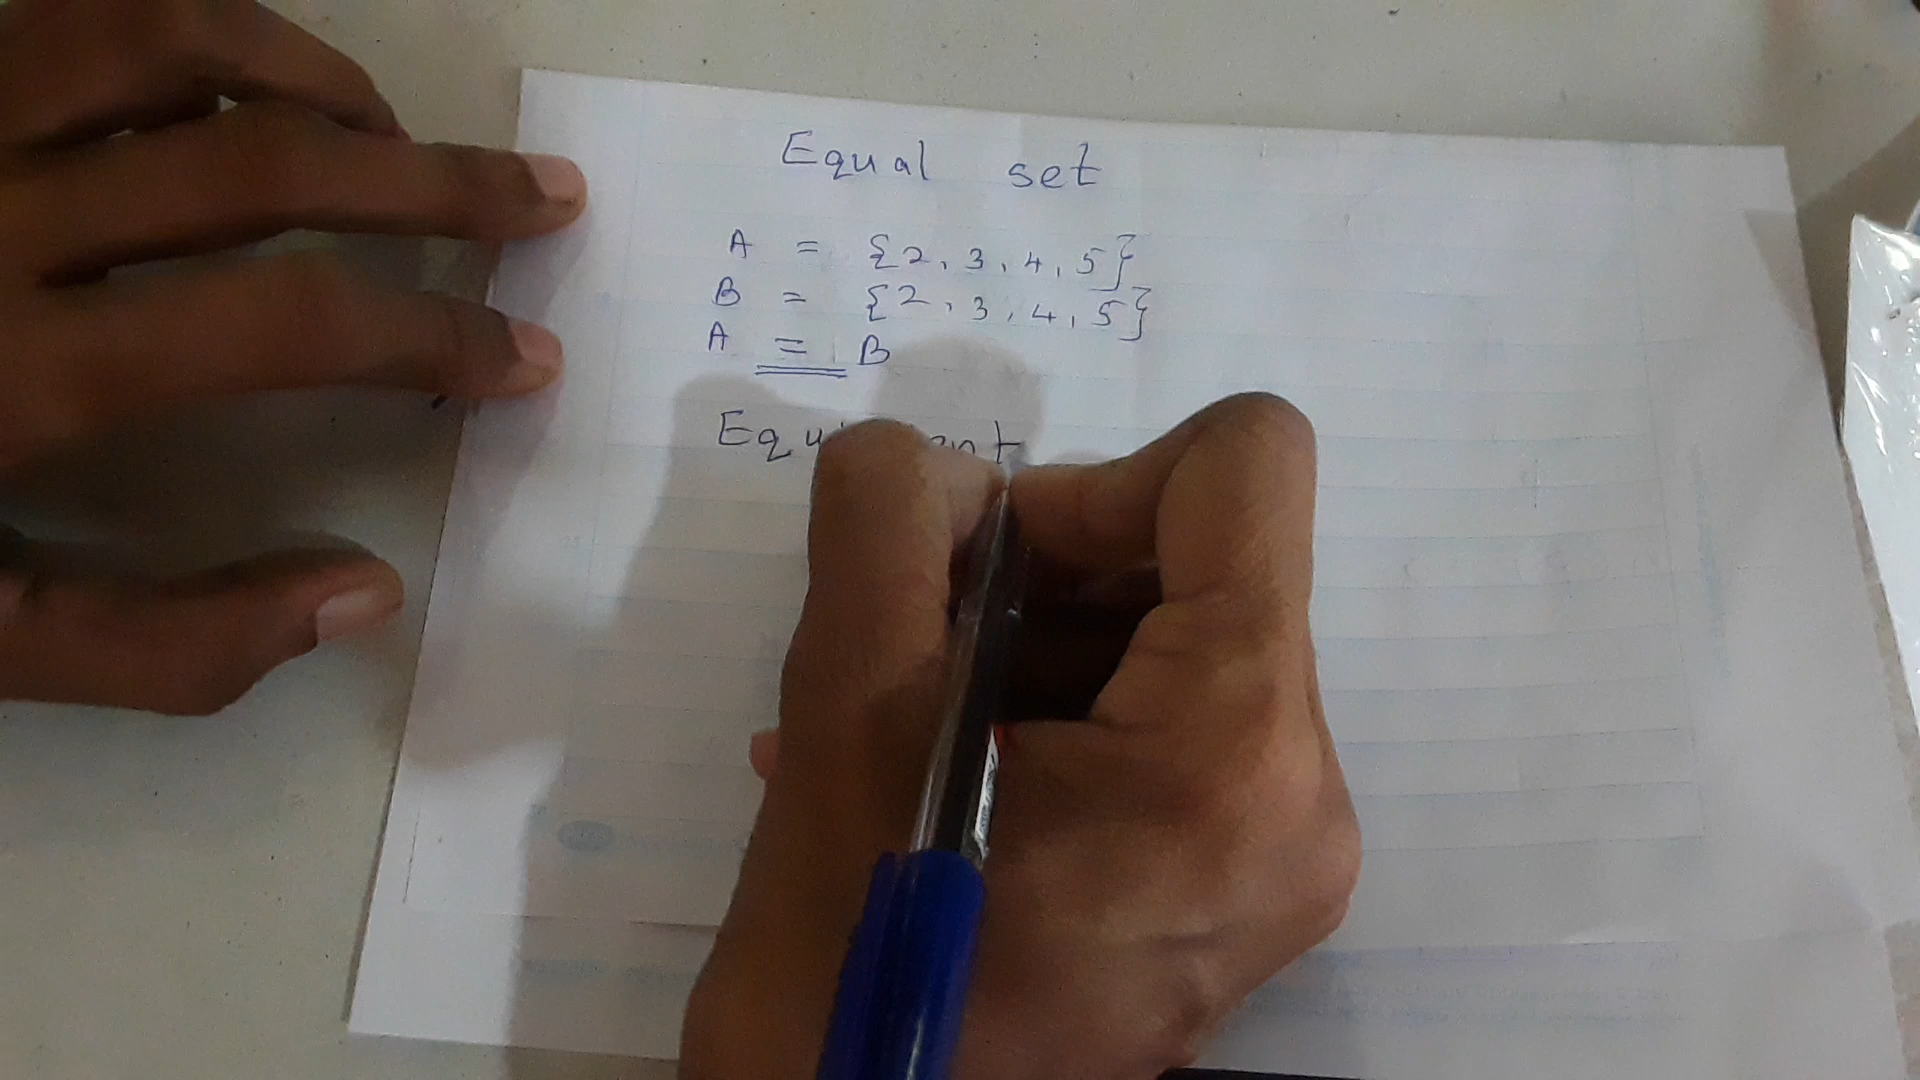 Equal set
A = {2, 3, 4, 5}
B = {2, 3, 4, 5}
A = B